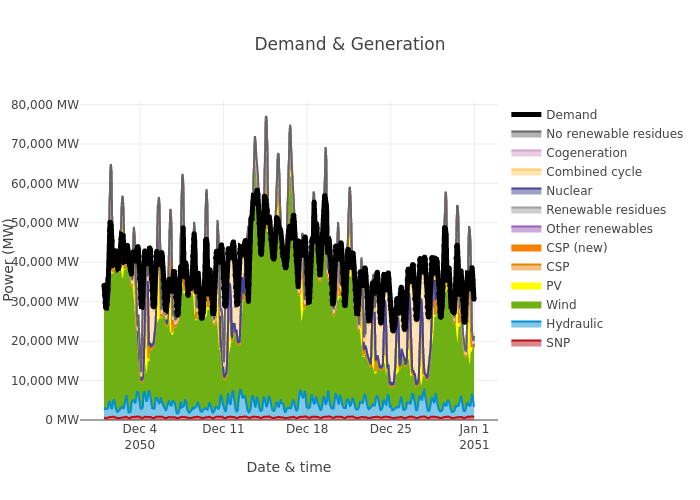 Demand & Generation
80,000 MW
70,000 MW
60,000 MW
50,000 MW
40,000 MW
30,000 MW
20,000 MW
10,000 MW
0 MW
Power (MW)
Dec 4
2050
Dec 11
Dec 18
Dec 25
Jan 1
2051
Date & time
Demand
No renewable residues
Cogeneration
Combined cycle
Nuclear
Renewable residues
Other renewables
CSP (new)
CSP
PV
Wind
Hydraulic
SNP